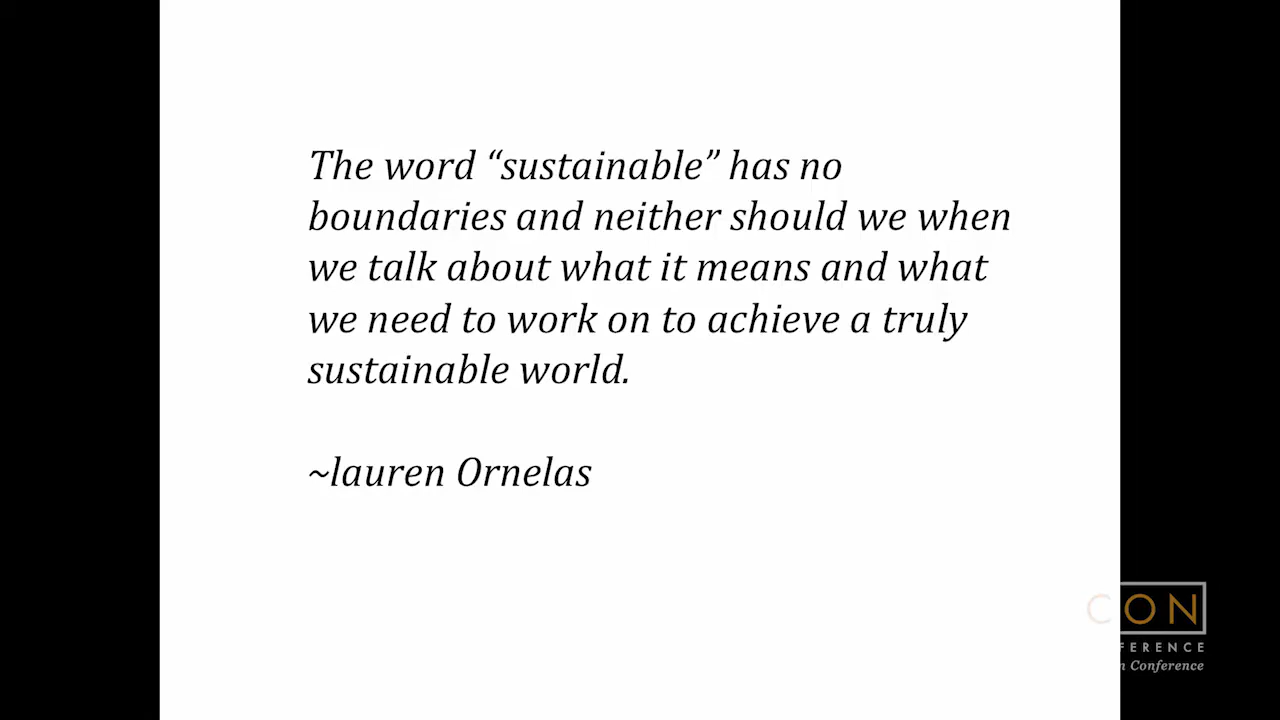 The word “sustainable” has no
boundaries and neither should we when
we talk about what it means and what
we need to work on to achieve a truly
sustainable world.
~lauren Ornelas
CON
FERENCE
n Conference